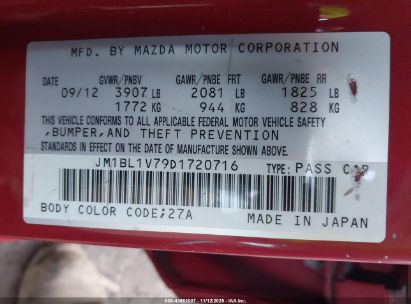 MFD. BY MAZDA MOTOR CORPORATION
DATE GVWR/PNBV GAWR/PNBE FRT GAWR/PNBE RR
09/12 3907 LB 2081 LB 1825 LB
1772 KG 944 KG 828 KG
THIS VEHICLE CONFORMS TO ALL APPLICABLE FEDERAL MOTOR VEHICLE SAFETY
,BUMPER,AND THEFT PREVENTION
STANDARDS IN EFFECT ON THE DATE OF MANUFACTURE SHOWN ABOVE.
JM1BL1V79D1720716 TYPE: PASS CAR
BODY COLOR CODE;27A MADE IN JAPAN